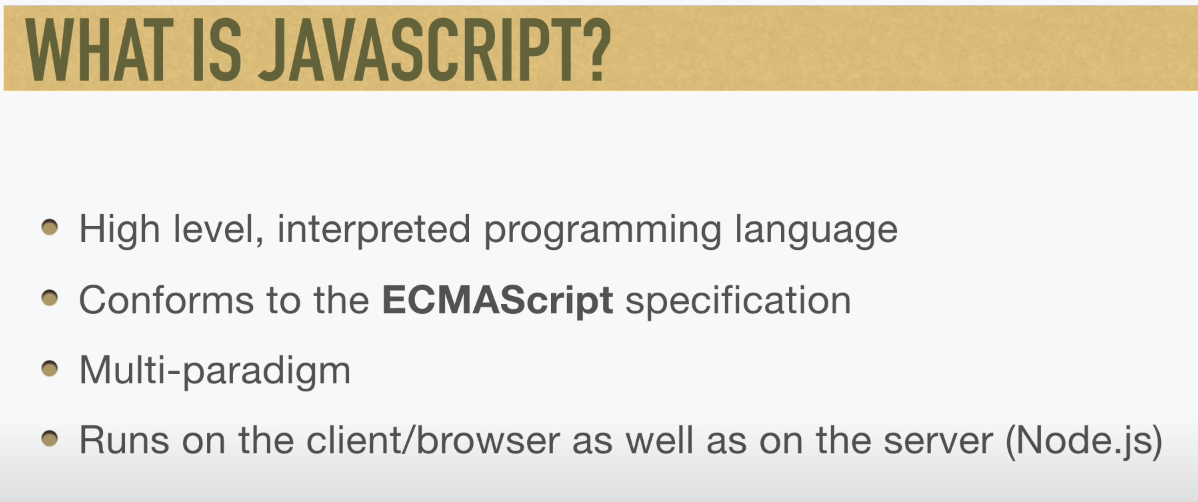 WHAT IS JAVASCRIPT?
High level, interpreted programming language
Conforms to the ECMAScript specification
Multi-paradigm
Runs on the client/browser as well as on the server (Node.js)